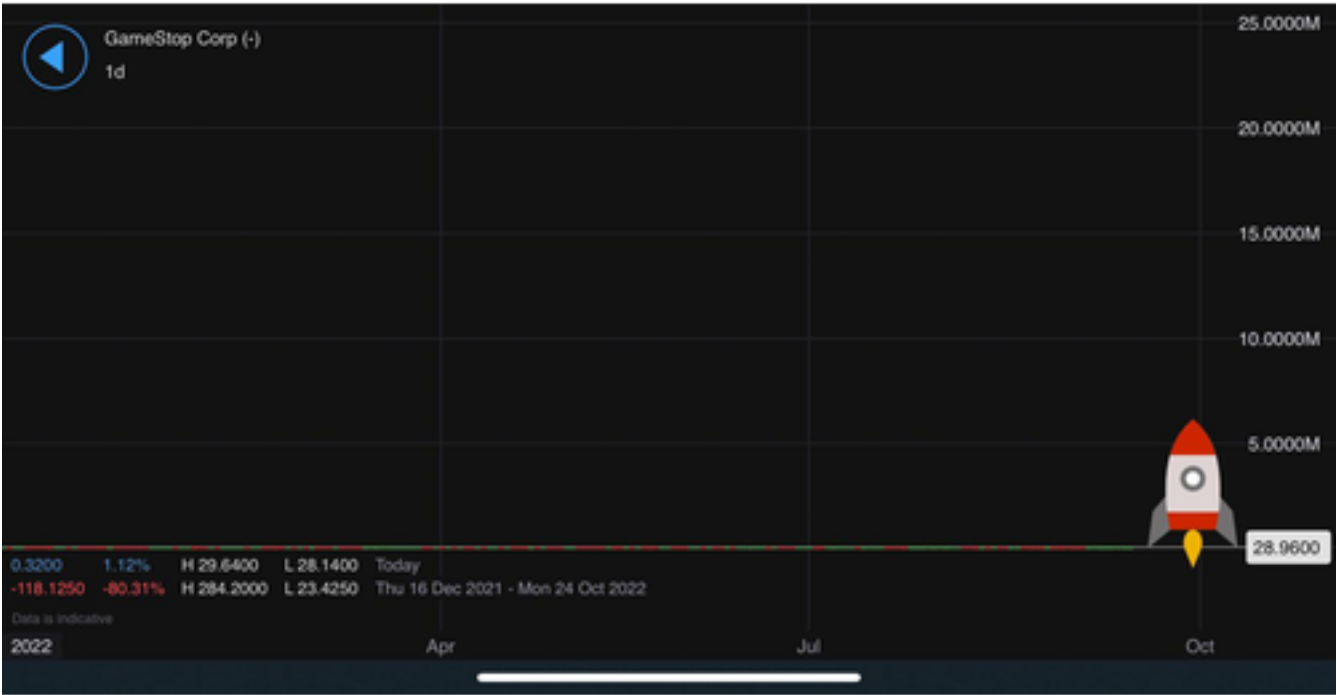 GameStop Corp (-)
1d
25.0000M
20.0000M
15.0000M
10.0000M
5.0000M
28.9600
0.3200 1.12% H 29.6400 L 28.1400 Today
-118.1250 -80.31% H 284.2000 L 23.4250 Thu 16 Dec 2021 - Mon 24 Oct 2022
Data is indicative
2022 Apr Jul Oct